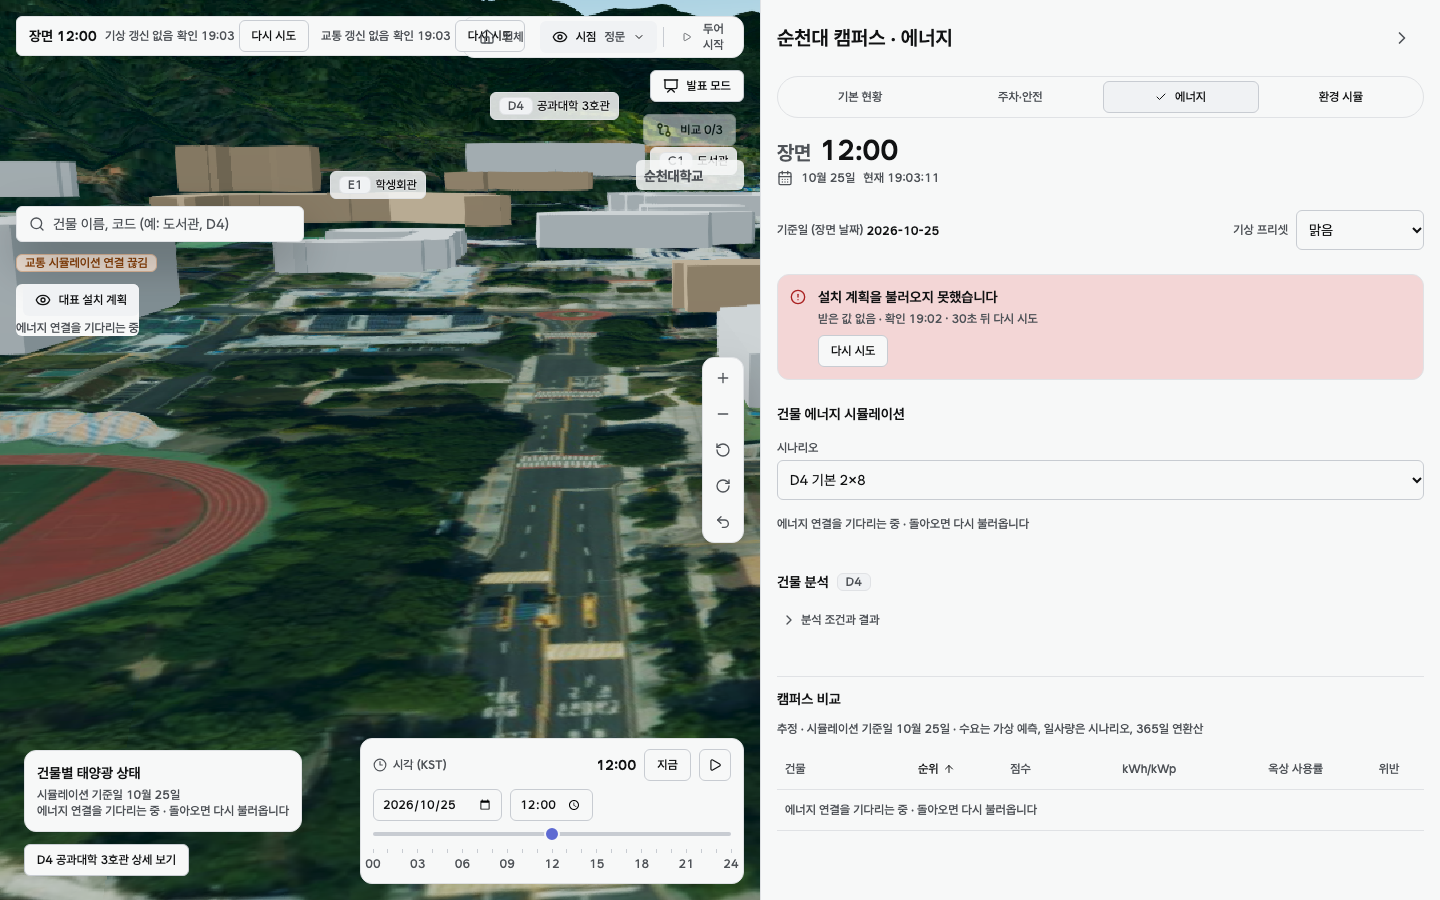 장면 12:00 기상 갱신 없음 확인 19:03 다시 시도 교통 갱신 없음 확인 19:03 다시 시도
시점 정문
투어
시작
발표 모드
D4 공과대학 3호관
비교 0/3
C1 도서관
순천대학교
E1 학생회관
건물 이름, 코드 (예: 도서관, D4)
교통 시뮬레이션 연결 끊김
대표 설치 계획
에너지 연결을 기다리는 중
건물별 태양광 상태
시뮬레이션 기준일 10월 25일
에너지 연결을 기다리는 중 · 돌아오면 다시 불러옵니다
D4 공과대학 3호관 상세 보기
시각 (KST) 12:00 지금
2026/10/25 12:00
00 03 06 09 12 15 18 21 24
순천대 캠퍼스 · 에너지
기본 현황 주차·안전 에너지 환경 시뮬
장면 12:00
10월 25일 현재 19:03:11
기준일 (장면 날짜) 2026-10-25 기상 프리셋 맑음
설치 계획을 불러오지 못했습니다
받은 값 없음 · 확인 19:02 · 30초 뒤 다시 시도
다시 시도
건물 에너지 시뮬레이션
시나리오
D4 기본 2×8
에너지 연결을 기다리는 중 · 돌아오면 다시 불러옵니다
건물 분석 D4
분석 조건과 결과
캠퍼스 비교
추정 · 시뮬레이션 기준일 10월 25일 · 수요는 가상 예측, 일사량은 시나리오, 365일 연환산
건물 순위 ↑ 점수 kWh/kWp 옥상 사용률 위반
에너지 연결을 기다리는 중 · 돌아오면 다시 불러옵니다